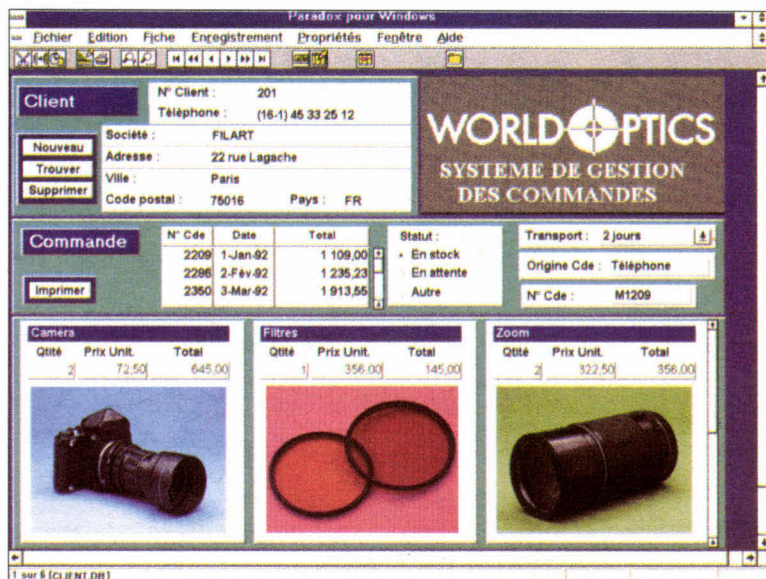 Paradox pour Windows
Fichier Edition Fiche Enregistrement Propriétés Fenêtre Aide
Client
N° Client : 201
Téléphone : (16-1) 45 33 25 12
Nouveau
Trouver
Supprimer
Société : FILART
Adresse : 22 rue Lagache
Ville : Paris
Code postal : 75016 Pays : FR
WORLD OPTICS
SYSTEME DE GESTION
DES COMMANDES
Commande
Imprimer
N° Cde Date Total
2209 1-Jan-92 1 109,00
2286 2-Fév-92 1 235,23
2350 3-Mar-92 1 913,55
Statut :
En stock
En attente
Autre
Transport : 2 jours
Origine Cde : Téléphone
N° Cde : M1209
Caméra
Qtité Prix Unit. Total
2 72,50 645,00
Filtres
Qtité Prix Unit. Total
1 356,00 145,00
Zoom
Qtité Prix Unit. Total
2 322,50 356,00
1 sur 6 [CLIENT.DB]